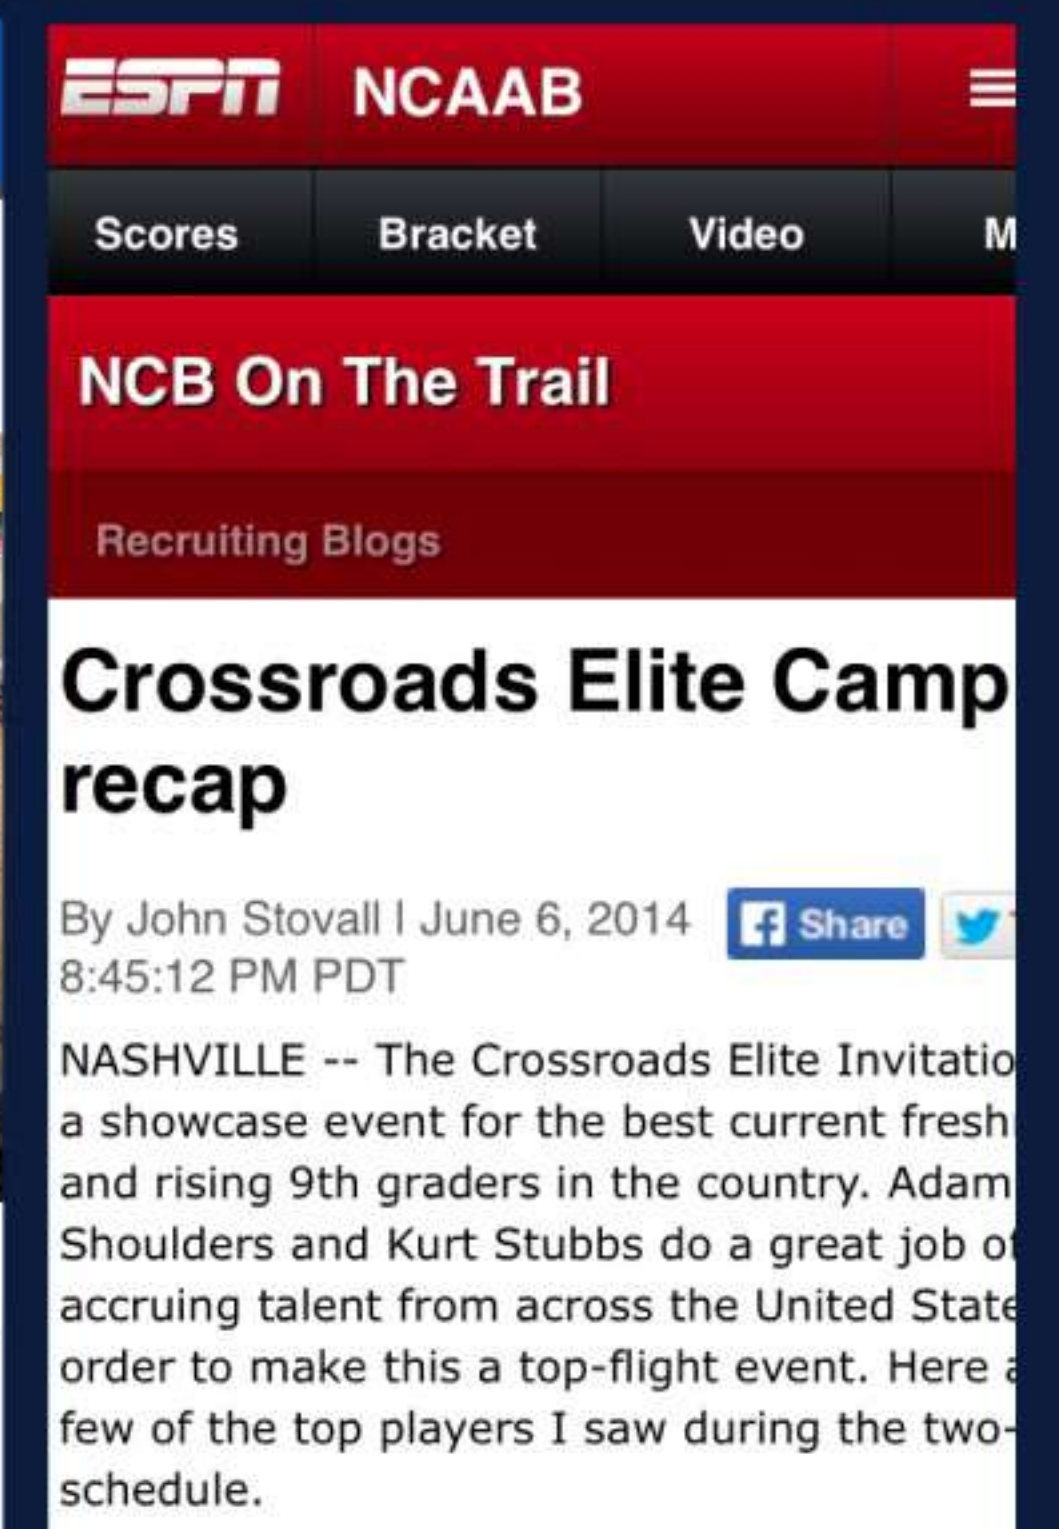 ESPN NCAAB
Scores Bracket Video M
NCB On The Trail
Recruiting Blogs
Crossroads Elite Camp
recap
By John Stovall | June 6, 2014
8:45:12 PM PDT
Share
NASHVILLE -- The Crossroads Elite Invitatio
a showcase event for the best current fresh
and rising 9th graders in the country. Adam
Shoulders and Kurt Stubbs do a great job of
accruing talent from across the United State
order to make this a top-flight event. Here a
few of the top players I saw during the two-
schedule.